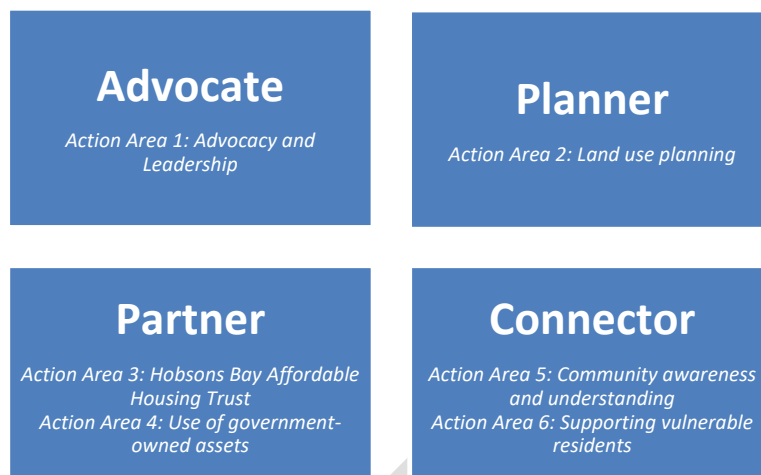 Advocate
Action Area 1: Advocacy and
Leadership
Planner
Action Area 2: Land use planning
Partner
Action Area 3: Hobsons Bay Affordable
Housing Trust
Action Area 4: Use of government-
owned assets
Connector
Action Area 5: Community awareness
and understanding
Action Area 6: Supporting vulnerable
residents